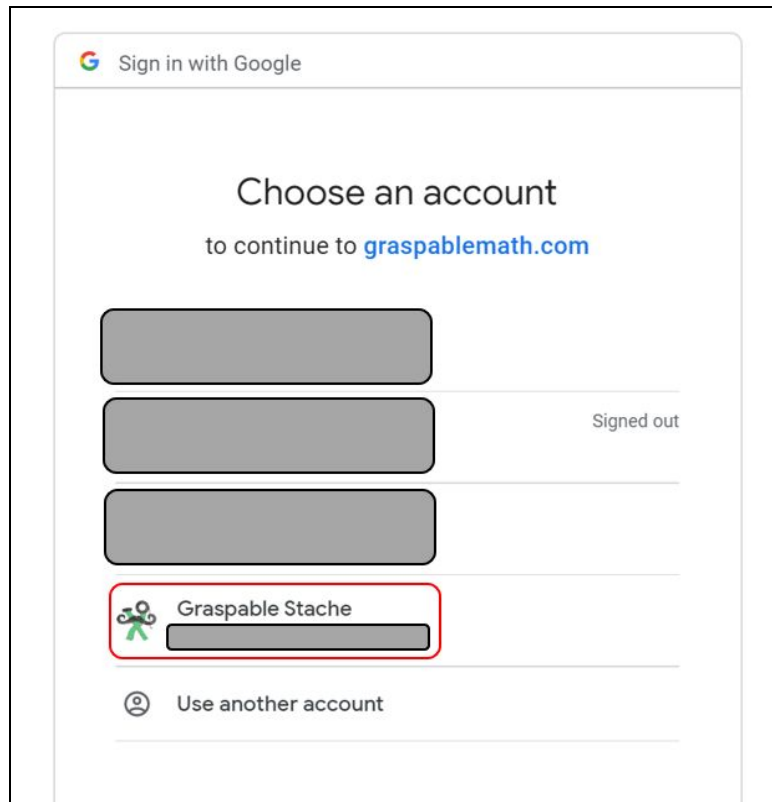 Sign in with Google
Choose an account
to continue to graspablemath.com
Signed out
Graspable Stache
Use another account